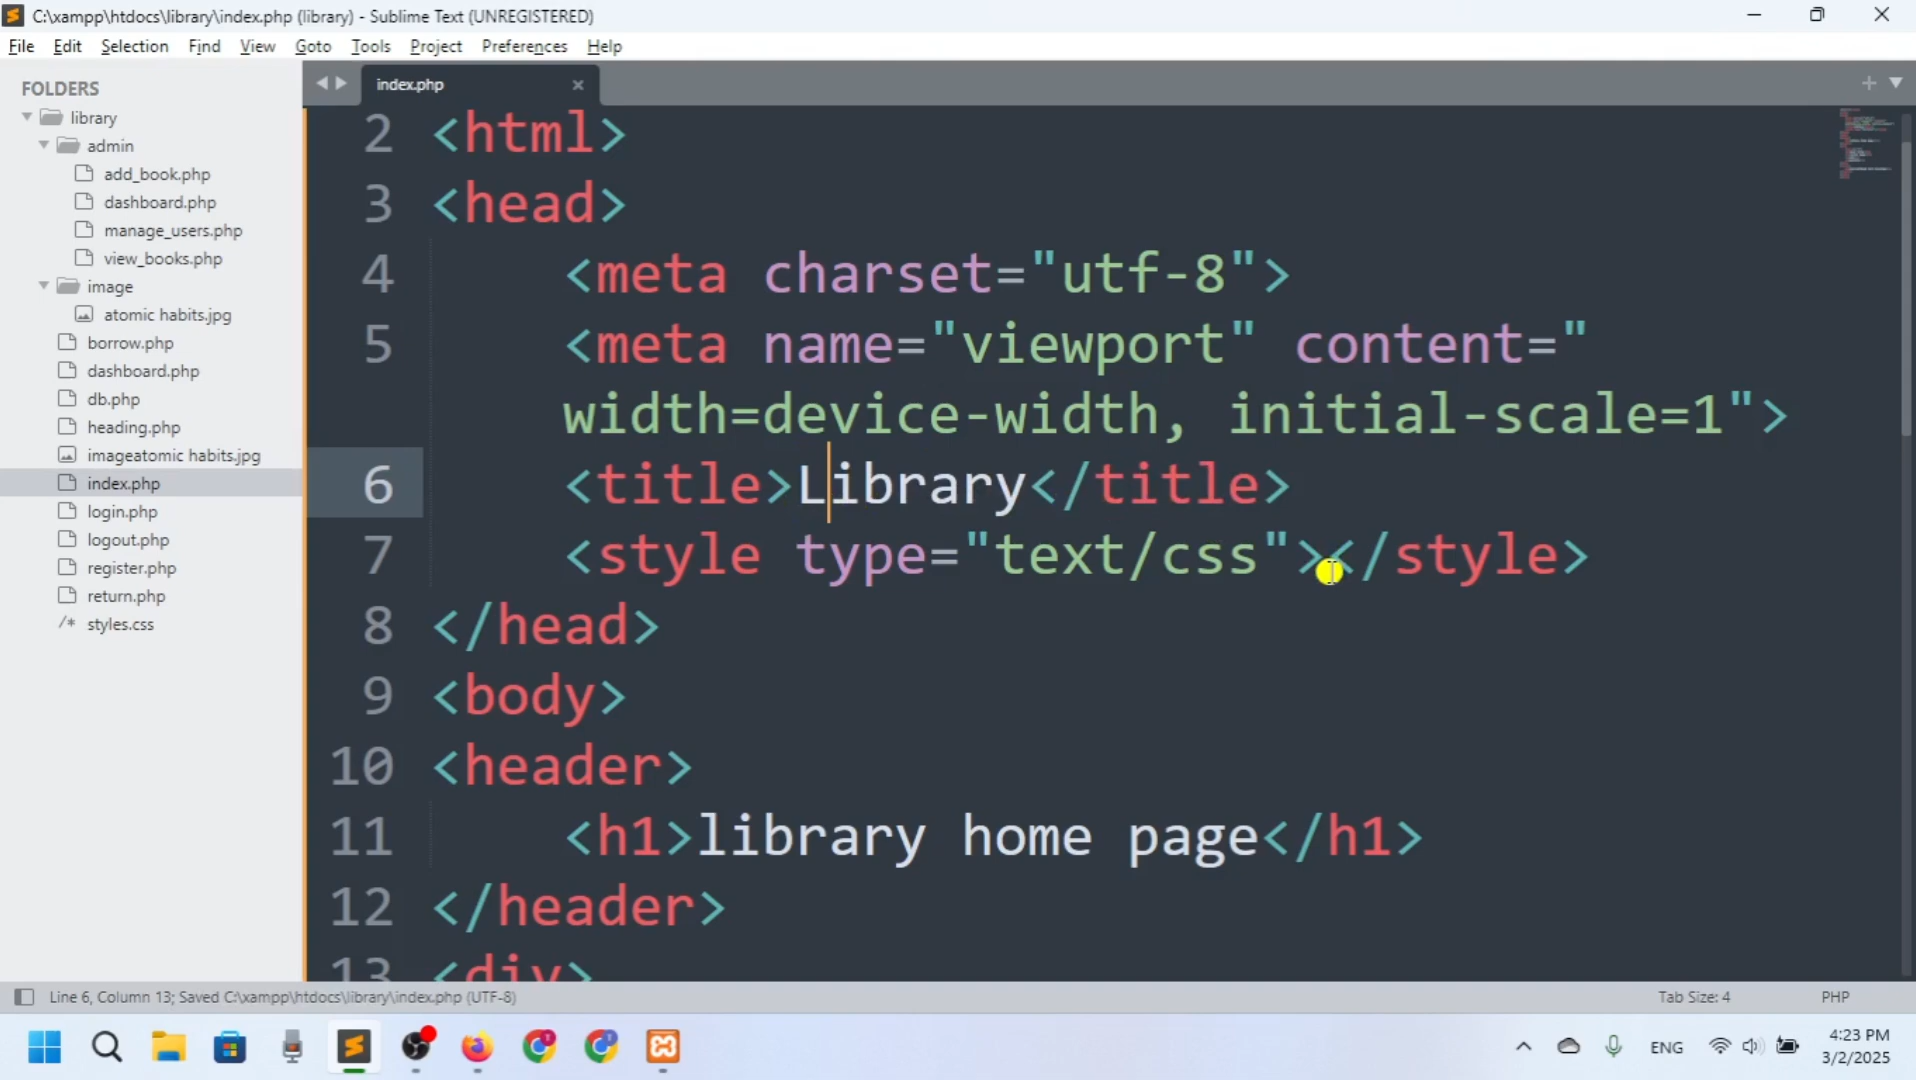 C:\xampp\htdocs\library\index.php (library) - Sublime Text (UNREGISTERED)
File Edit Selection Find View Goto Tools Project Preferences Help
FOLDERS
library
admin
add_book.php
dashboard.php
manage_users.php
view_books.php
image
atomic habits.jpg
borrow.php
dashboard.php
db.php
heading.php
imageatomic habits.jpg
index.php
login.php
logout.php
register.php
return.php
/* styles.css
index.php
2 <html>
3 <head>
4 <meta charset="utf-8">
5 <meta name="viewport" content="
width=device-width, initial-scale=1">
6 <title>Library</title>
7 <style type="text/css"></style>
8 </head>
9 <body>
10 <header>
11 <h1>library home page</h1>
12 </header>
13 <div>
Line 6, Column 13; Saved C:\xampp\htdocs\library\index.php (UTF-8)
Tab Size: 4 PHP
ENG
4:23 PM
3/2/2025